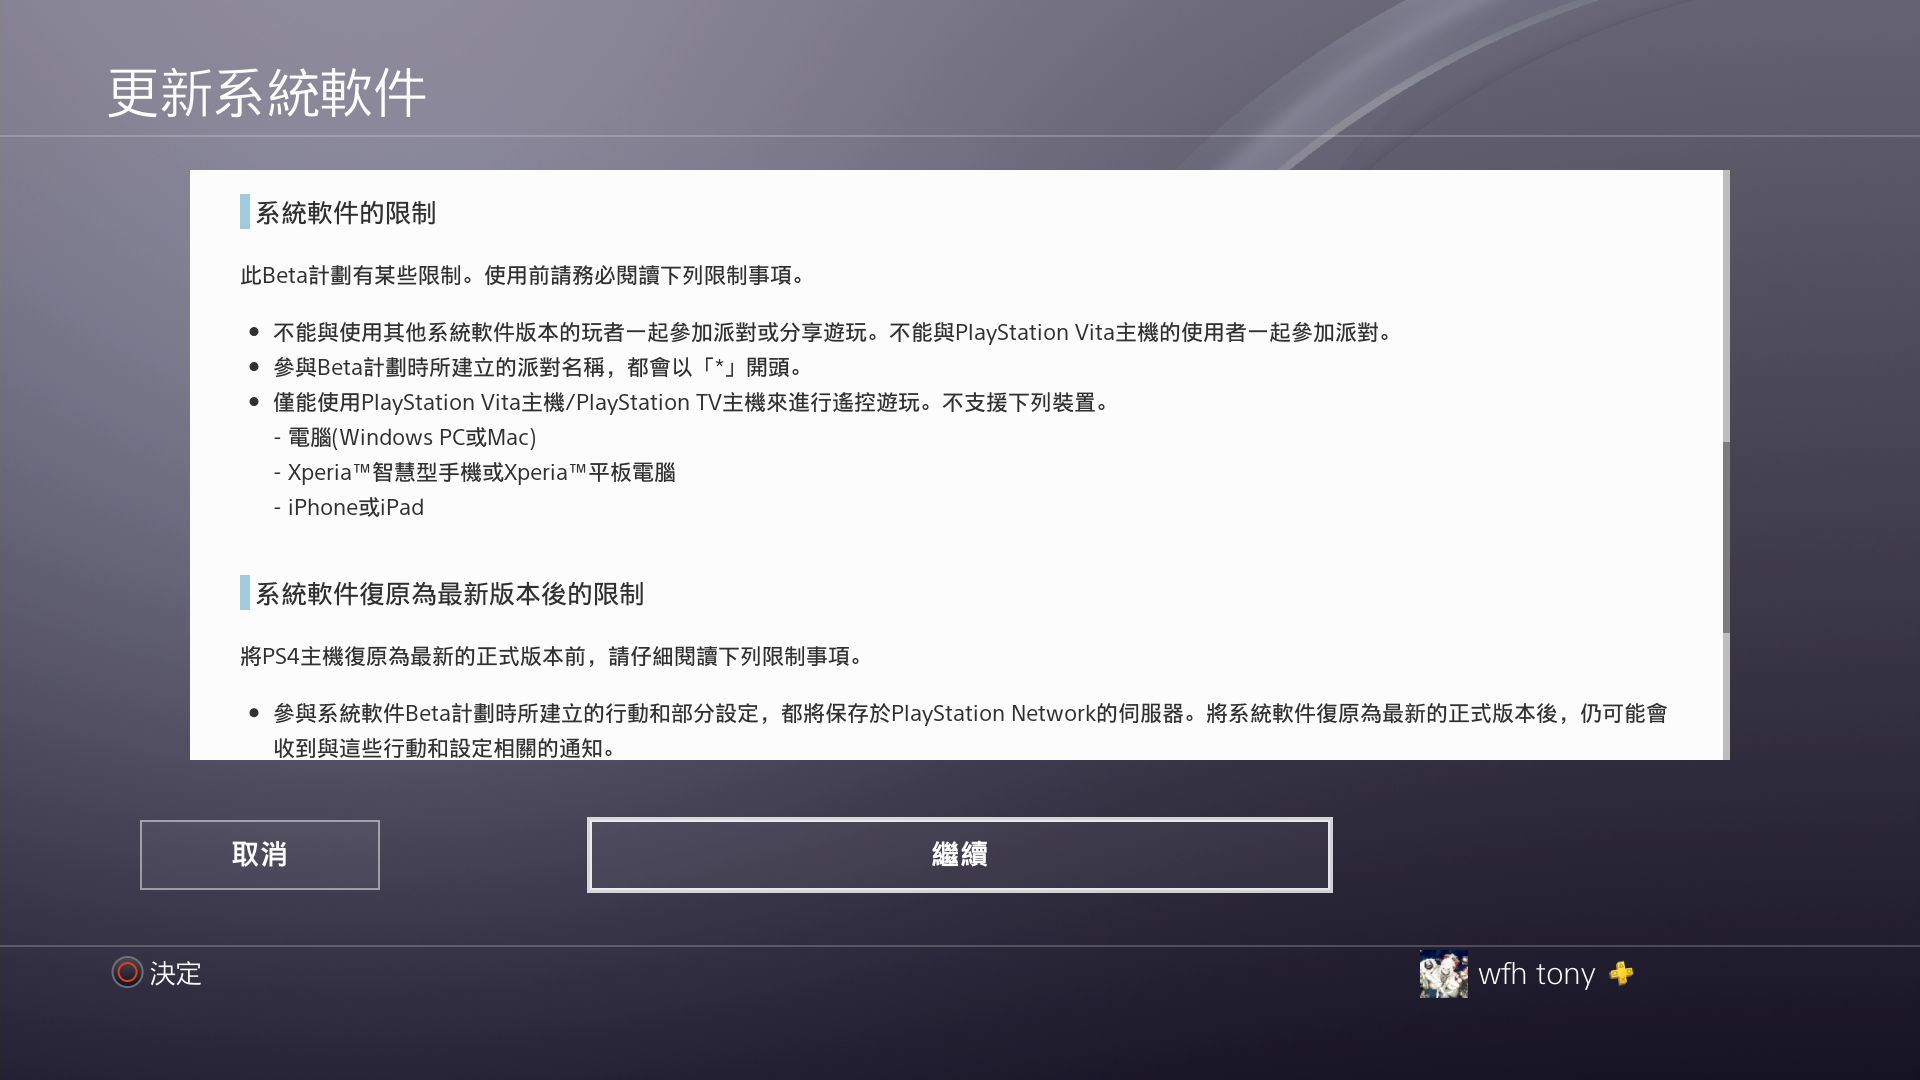 更新系統軟件
系統軟件的限制
此Beta計劃有某些限制。使用前請務必閱讀下列限制事項。
● 不能與使用其他系統軟件版本的玩者一起參加派對或分享遊玩。不能與PlayStation Vita主機的使用者一起參加派對。
● 參與Beta計劃時所建立的派對名稱，都會以「*」開頭。
● 僅能使用PlayStation Vita主機/PlayStation TV主機來進行遙控遊玩。不支援下列裝置。
- 電腦(Windows PC或Mac)
- Xperia™智慧型手機或Xperia™平板電腦
- iPhone或iPad
系統軟件復原為最新版本後的限制
將PS4主機復原為最新的正式版本前，請仔細閱讀下列限制事項。
● 參與系統軟件Beta計劃時所建立的行動和部分設定，都將保存於PlayStation Network的伺服器。將系統軟件復原為最新的正式版本後，仍可能會
收到與這些行動和設定相關的通知。
取消
繼續
決定
wfh tony